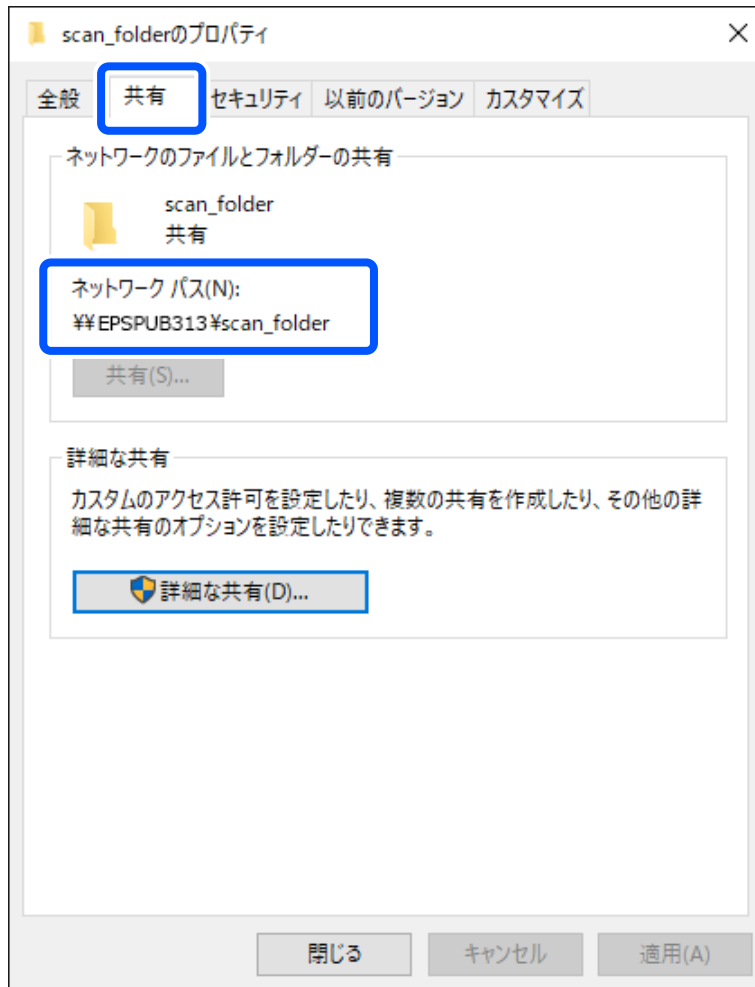 scan_folderのプロパティ
全般 共有 セキュリティ 以前のバージョン カスタマイズ
ネットワークのファイルとフォルダーの共有
scan_folder
共有
ネットワーク パス(N):
¥¥EPSPUB313¥scan_folder
共有(S)...
詳細な共有
カスタムのアクセス許可を設定したり、複数の共有を作成したり、その他の詳
細な共有のオプションを設定したりできます。
詳細な共有(D)...
閉じる キャンセル 適用(A)